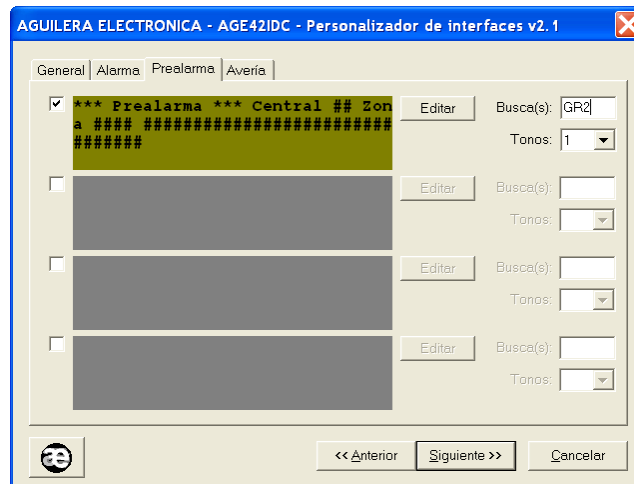 AGUILERA ELECTRONICA - AGE42IDC - Personalizador de interfaces v2.1
General Alarma Prealarma Avería
*** Prealarma *** Central ## Zon Editar Busca(s): GR2
a #### #########################
####### Tonos: 1
Editar Busca(s):
Tonos:
Editar Busca(s):
Tonos:
Editar Busca(s):
Tonos:
æ << Anterior Siguiente >> Cancelar